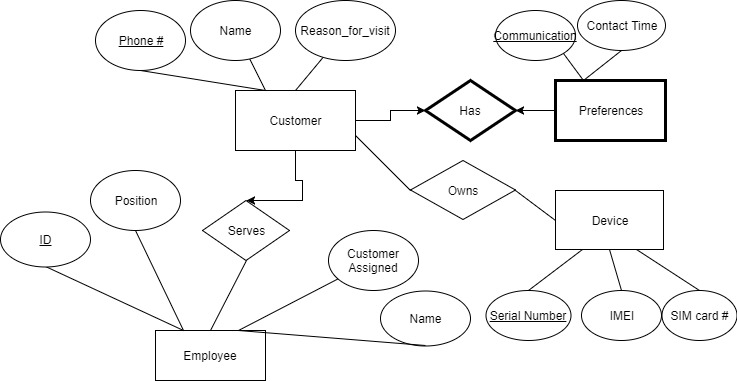 Phone #
Name
Reason_for_visit
Communication
Contact Time
Customer
Has
Preferences
Owns
Position
Serves
Device
ID
Customer
Assigned
Name
Serial Number
IMEI
SIM card #
Employee